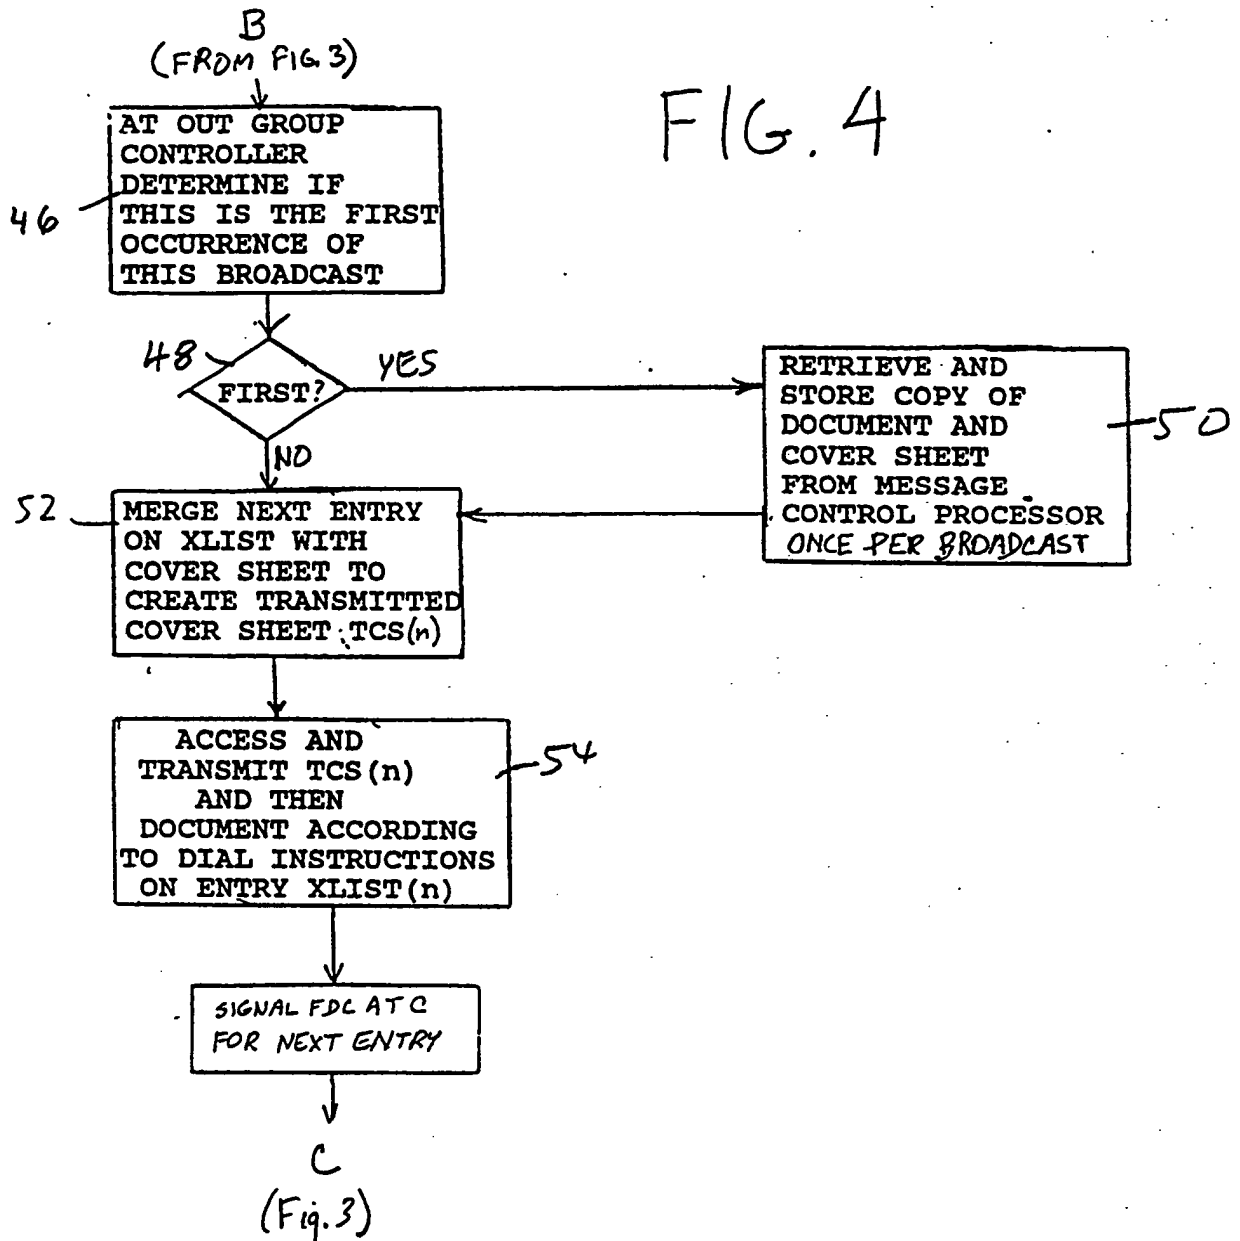 B
(FROM FIG. 3)
FIG. 4
AT OUT GROUP
CONTROLLER
DETERMINE IF
THIS IS THE FIRST
OCCURRENCE OF
THIS BROADCAST
46
48
FIRST?
YES
NO
RETRIEVE AND
STORE COPY OF
DOCUMENT AND
COVER SHEET
FROM MESSAGE
CONTROL PROCESSOR
ONCE PER BROADCAST
50
52
MERGE NEXT ENTRY
ON XLIST WITH
COVER SHEET TO
CREATE TRANSMITTED
COVER SHEET TCS(n)
ACCESS AND
TRANSMIT TCS(n)
AND THEN
DOCUMENT ACCORDING
TO DIAL INSTRUCTIONS
ON ENTRY XLIST(n)
54
SIGNAL FDC AT C
FOR NEXT ENTRY
C
(Fig. 3)